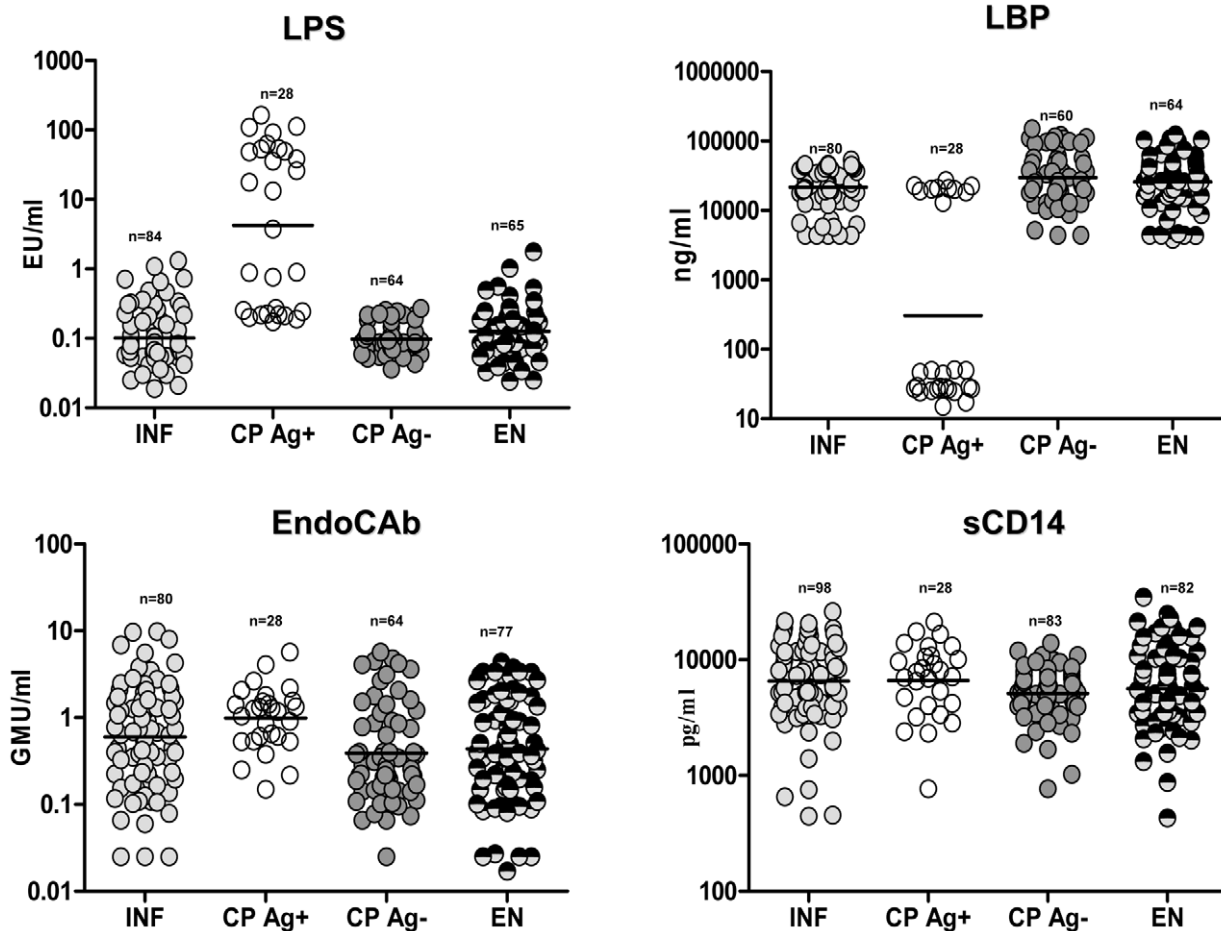 LPS
EU/ml
1000
100
10
1
0.1
0.01
n=84
n=28
n=64
n=65
INF
CP Ag+
CP Ag-
EN
LBP
ng/ml
1000000
100000
10000
1000
100
10
n=80
n=28
n=60
n=64
INF
CP Ag+
CP Ag-
EN
EndoCAb
GMU/ml
100
10
1
0.1
0.01
n=80
n=28
n=64
n=77
INF
CP Ag+
CP Ag-
EN
sCD14
pg/ml
100000
10000
1000
100
n=98
n=28
n=83
n=82
INF
CP Ag+
CP Ag-
EN